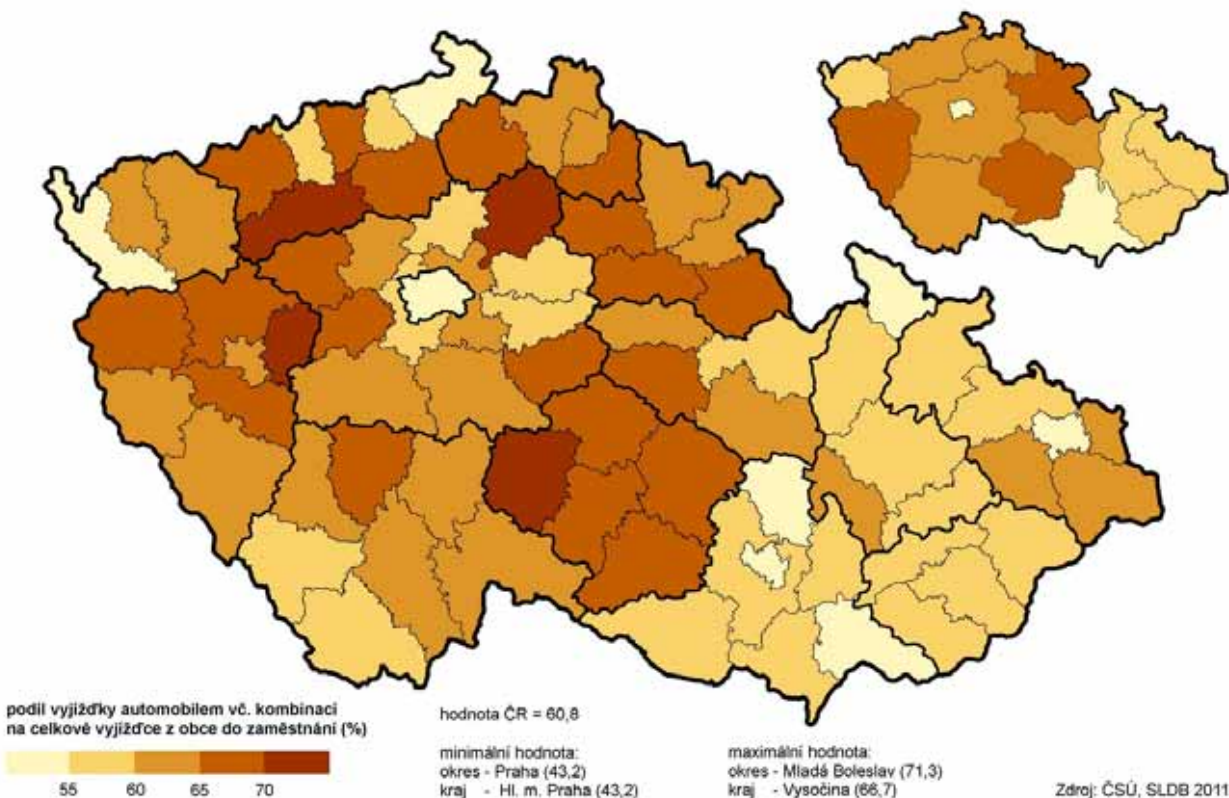 podíl vyjížďky automobilem vč. kombinací
na celkové vyjížďce z obce do zaměstnání (%)
55 60 65 70
hodnota ČR = 60,8
minimální hodnota:
okres - Praha (43,2)
kraj - Hl. m. Praha (43,2)
maximální hodnota:
okres - Mladá Boleslav (71,3)
kraj - Vysočina (66,7)
Zdroj: ČSÚ, SLDB 2011